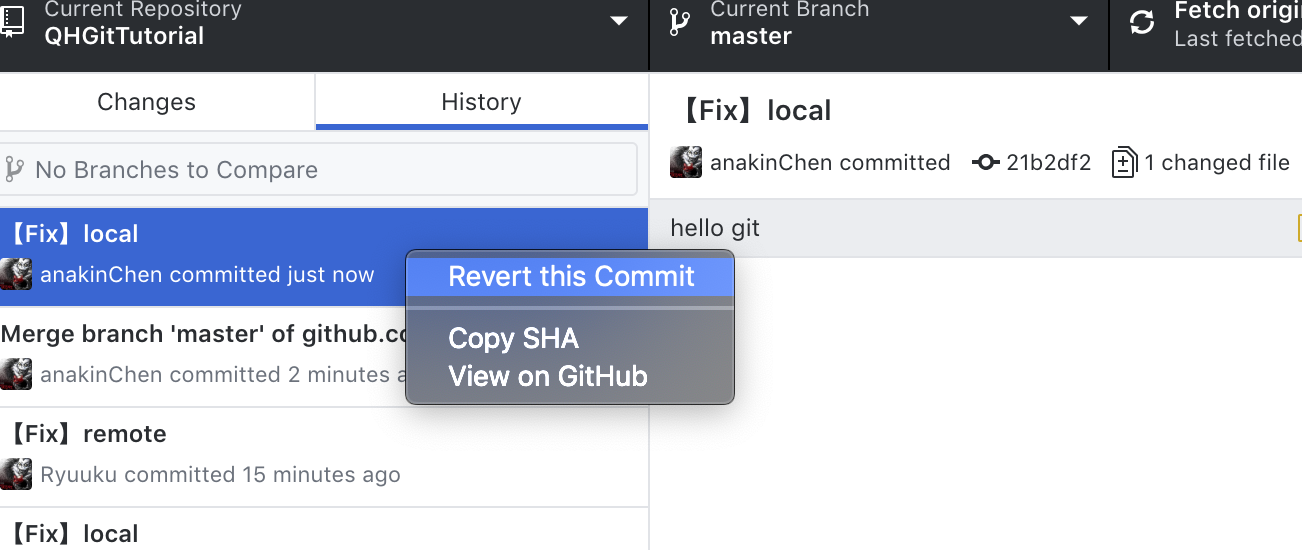 Current Repository
QHGitTutorial
Current Branch
master
Fetch origi
Last fetched
Changes
History
No Branches to Compare
【Fix】local
anakinChen committed just now
Merge branch 'master' of github.co
anakinChen committed 2 minutes a
【Fix】remote
Ryuuku committed 15 minutes ago
【Fix】local
Revert this Commit
Copy SHA
View on GitHub
【Fix】local
anakinChen committed 21b2df2 1 changed file
hello git